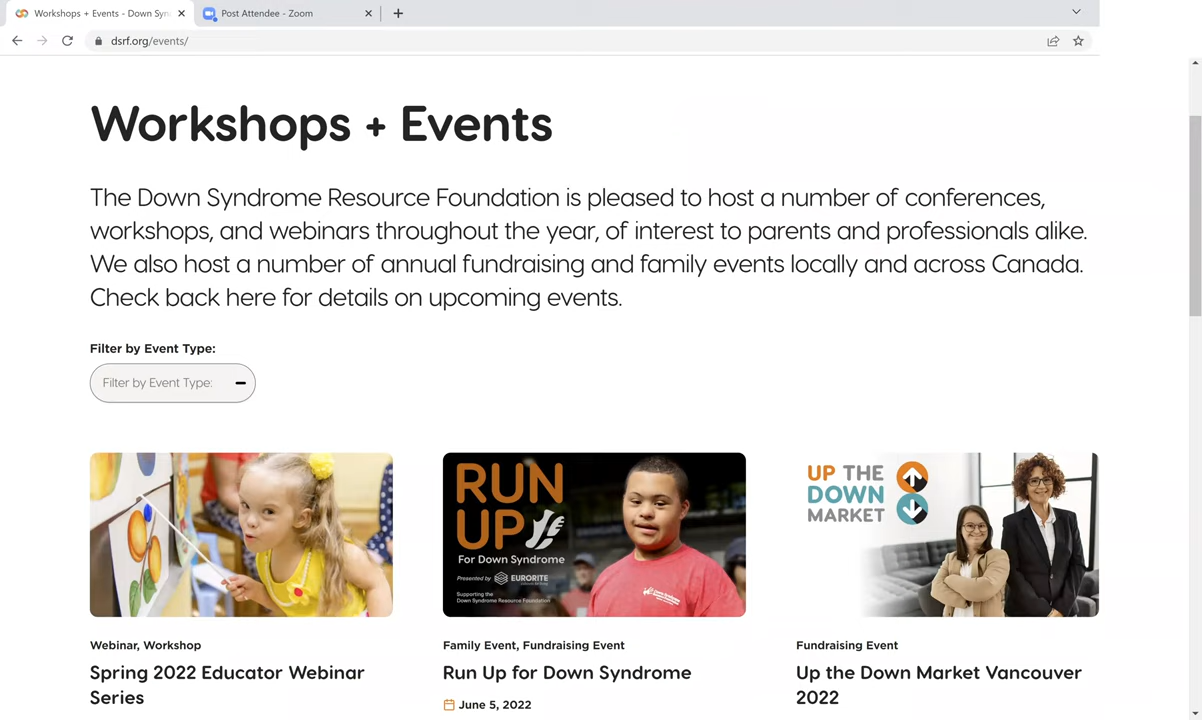 Workshops + Events - Down Syn
Post Attendee - Zoom
dsrf.org/events/
Workshops + Events
The Down Syndrome Resource Foundation is pleased to host a number of conferences,
workshops, and webinars throughout the year, of interest to parents and professionals alike.
We also host a number of annual fundraising and family events locally and across Canada.
Check back here for details on upcoming events.
Filter by Event Type:
Filter by Event Type:
RUN
UP
For Down Syndrome
Presented by EURORITE
Supporting the
Down Syndrome Resource Foundation
UP THE
DOWN
MARKET
Webinar, Workshop
Spring 2022 Educator Webinar
Series
Family Event, Fundraising Event
Run Up for Down Syndrome
June 5, 2022
Fundraising Event
Up the Down Market Vancouver
2022